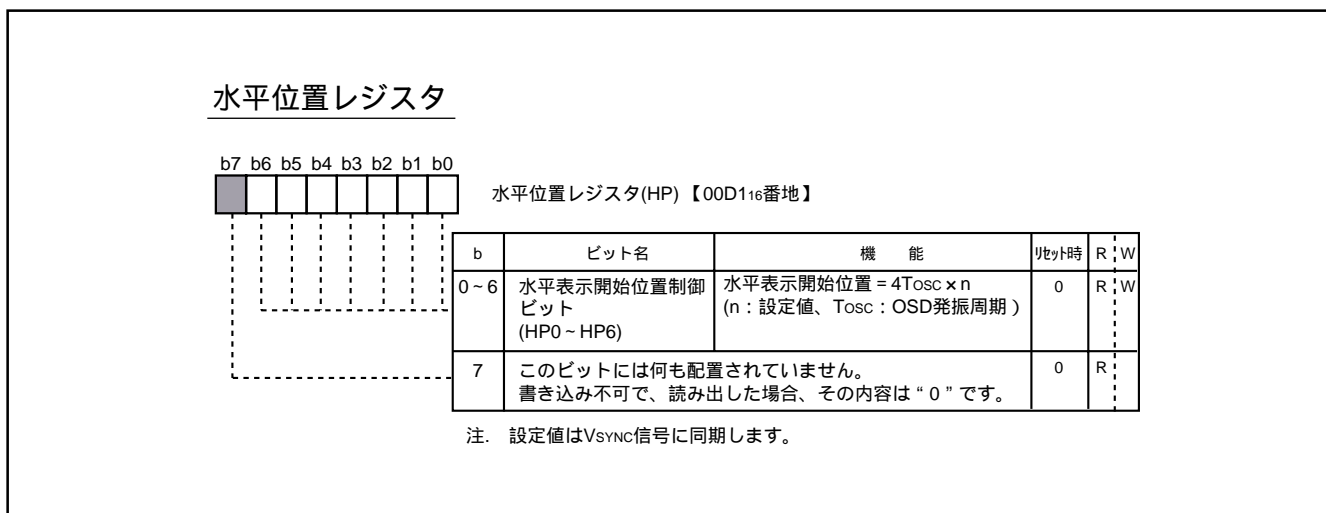 水平位置レジスタ
b7 b6 b5 b4 b3 b2 b1 b0
水平位置レジスタ(HP)【00D116番地】
b ビット名 機 能 リセット時 R W
0~6 水平表示開始位置制御 水平表示開始位置 = 4TOSC × n 0 R W
ビット (n:設定値、TOSC:OSD発振周期)
(HP0~HP6)
7 このビットには何も配置されていません。 0 R
書き込み不可で、読み出した場合、その内容は“0”です。
注. 設定値はVSYNC信号に同期します。